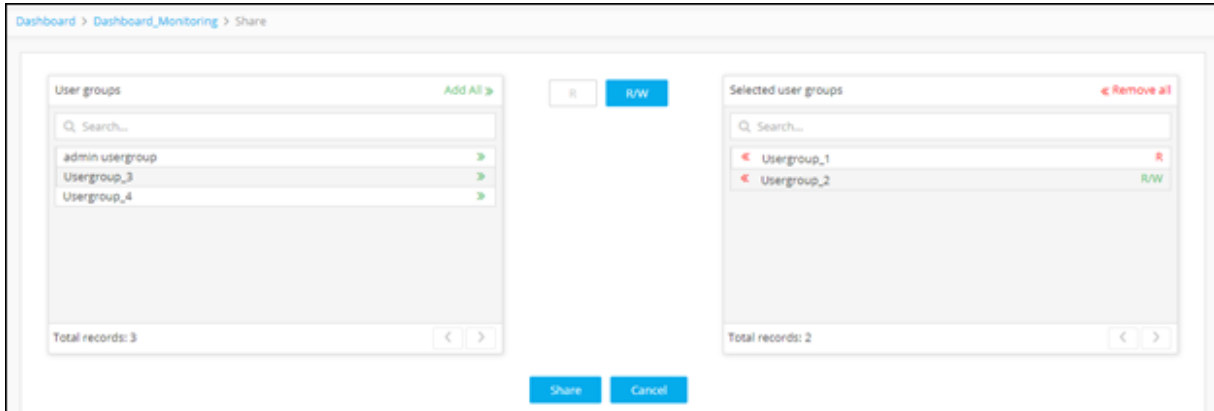 Dashboard > Dashboard_Monitoring > Share
User groups Add All »
R R/W
Selected user groups « Remove all
Search...
Search...
admin usergroup »
Usergroup_3 »
Usergroup_4 »
« Usergroup_1 R
« Usergroup_2 R/W
Total records: 3 < >
Total records: 2 < >
Share Cancel